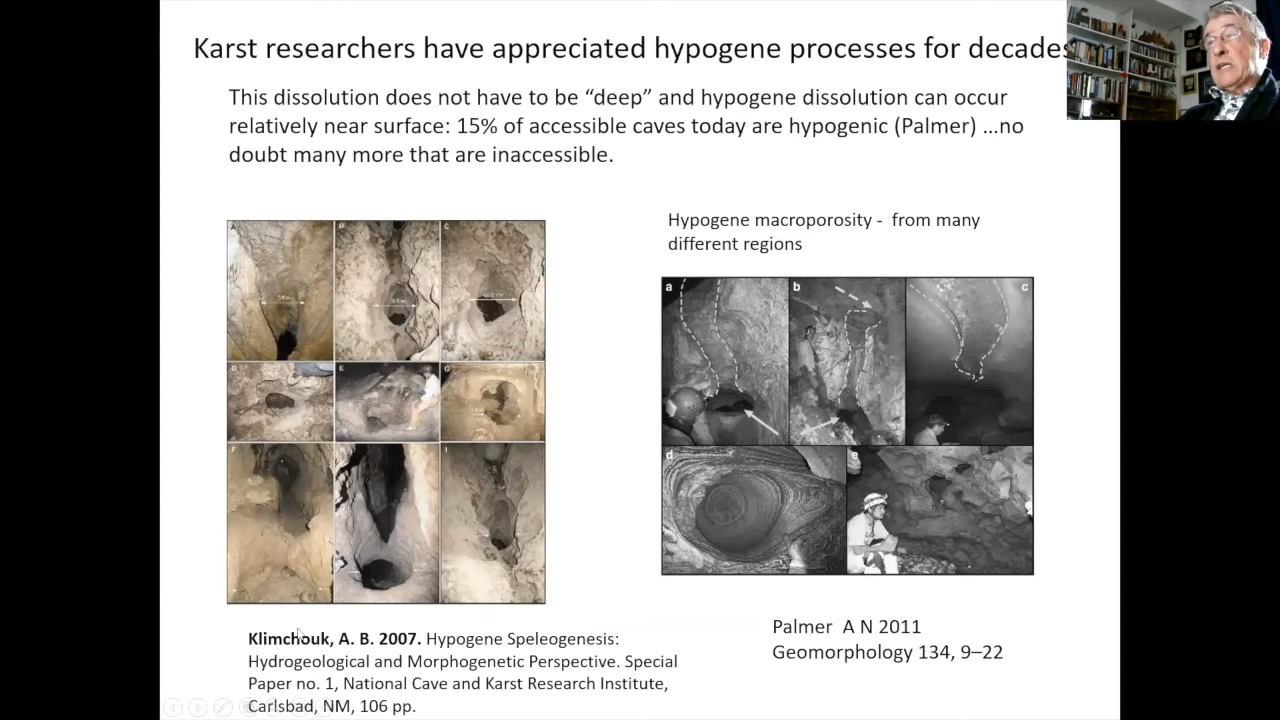 Karst researchers have appreciated hypogene processes for decades
This dissolution does not have to be “deep” and hypogene dissolution can occur
relatively near surface: 15% of accessible caves today are hypogenic (Palmer) …no
doubt many more that are inaccessible.
Hypogene macroporosity - from many
different regions
A B C
D E G
F I
a b c
d e
Klimchouk, A. B. 2007. Hypogene Speleogenesis:
Hydrogeological and Morphogenetic Perspective. Special
Paper no. 1, National Cave and Karst Research Institute,
Carlsbad, NM, 106 pp.
Palmer A N 2011
Geomorphology 134, 9–22